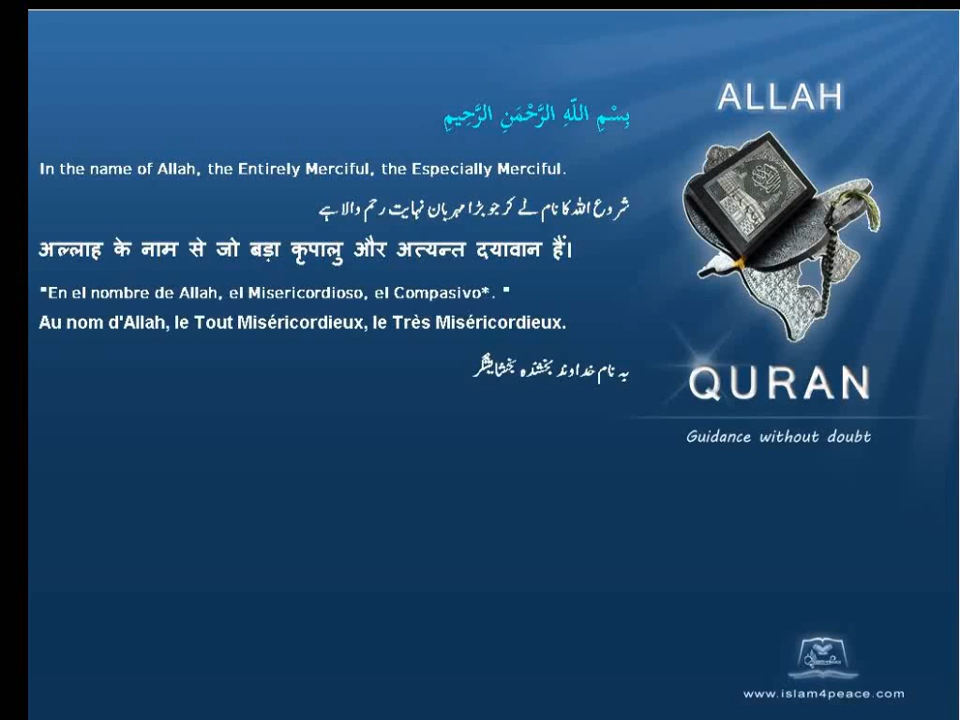 بِسْمِ اللَّهِ الرَّحْمَنِ الرَّحِيمِ
In the name of Allah, the Entirely Merciful, the Especially Merciful.
شروع اللہ کا نام لے کر جو بڑا مہربان نہایت رحم والا ہے
अल्लाह के नाम से जो बड़ा कृपालु और अत्यन्त दयावान हैं।
"En el nombre de Allah, el Misericordioso, el Compasivo*. "
Au nom d'Allah, le Tout Miséricordieux, le Très Miséricordieux.
به نام خداوند بخشنده بخشایشگر
ALLAH
QURAN
Guidance without doubt
www.islam4peace.com